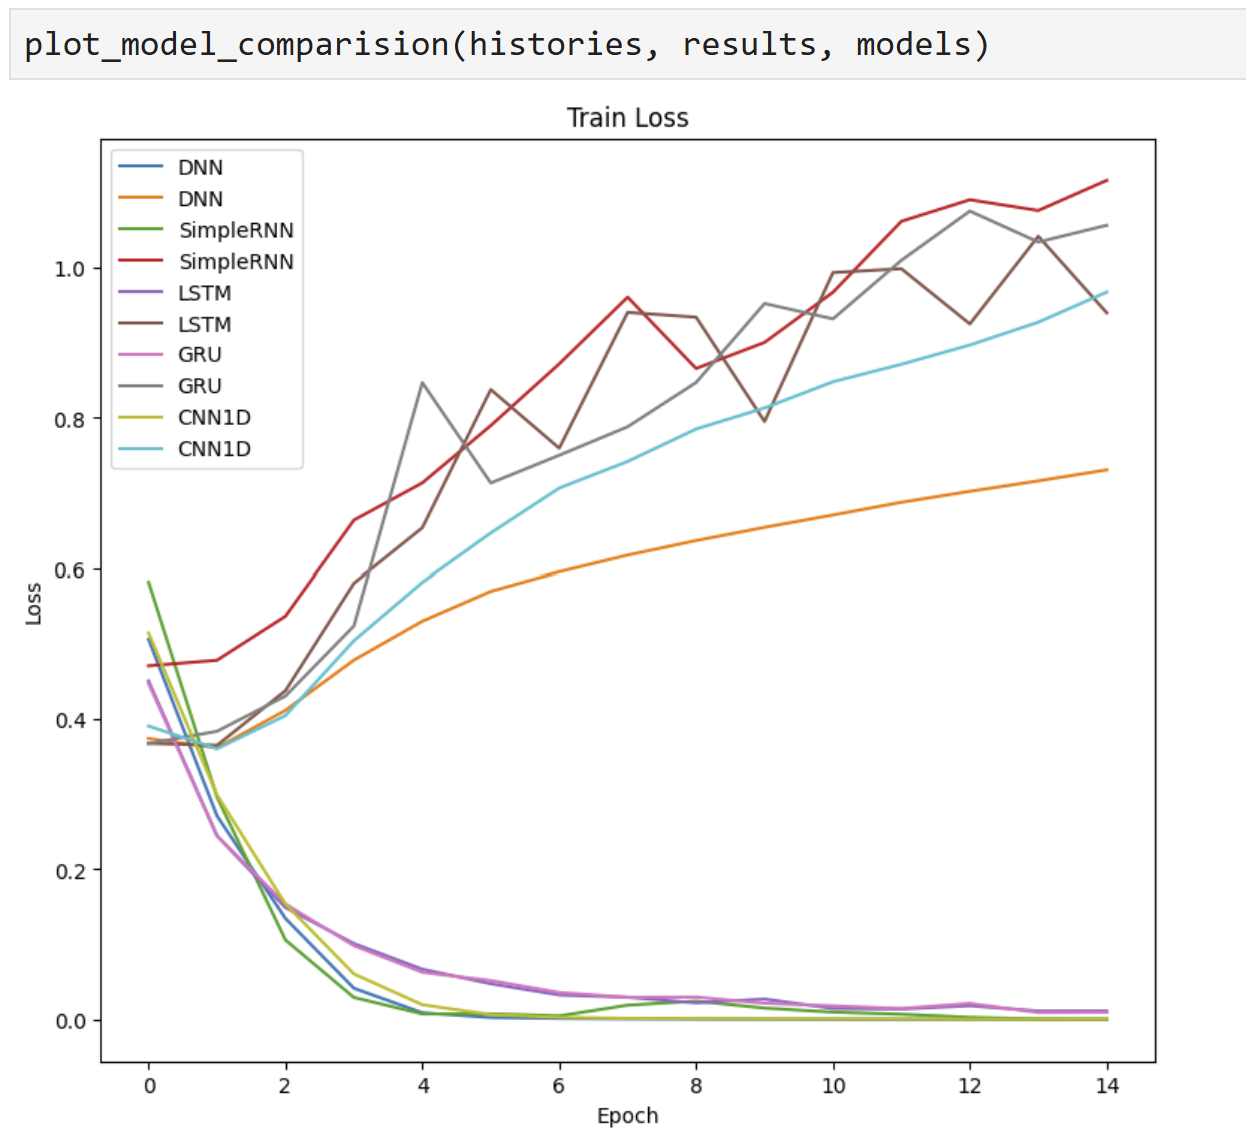 plot_model_comparision(histories, results, models)
Train Loss
DNN
DNN
SimpleRNN
SimpleRNN
LSTM
LSTM
GRU
GRU
CNN1D
CNN1D
1.0
0.8
0.6
0.4
0.2
0.0
Loss
0 2 4 6 8 10 12 14
Epoch